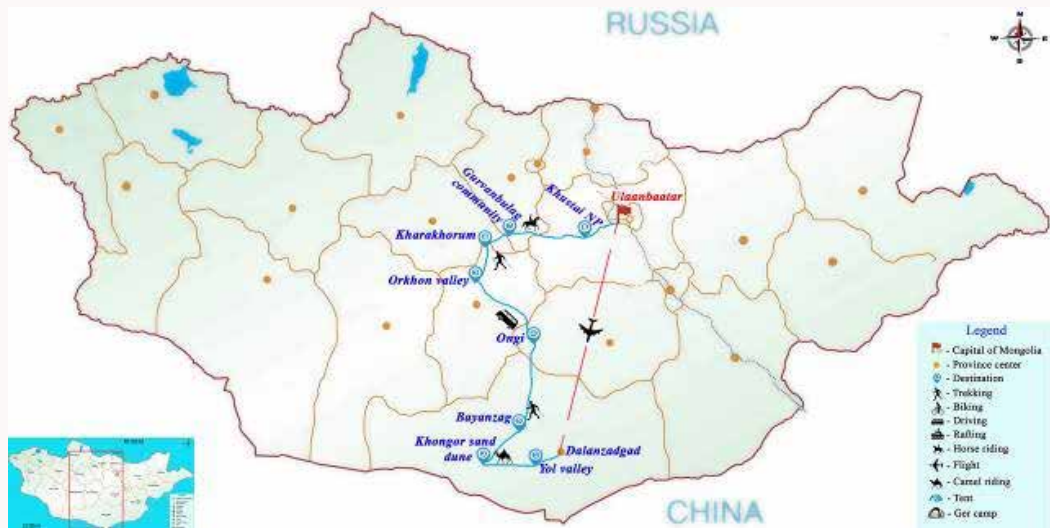 RUSSIA
N
W
E
S
Gurvanbulag
community
Khustai NP
Ulaanbaatar
Kharakhorum
Orkhon valley
Ongi
Bayanzag
Khongor sand
dune
Dalanzadgad
Yol valley
CHINA
Legend
- Capital of Mongolia
- Province center
- Destination
- Trekking
- Biking
- Driving
- Rafting
- Horse riding
- Flight
- Camel riding
- Tent
- Ger camp